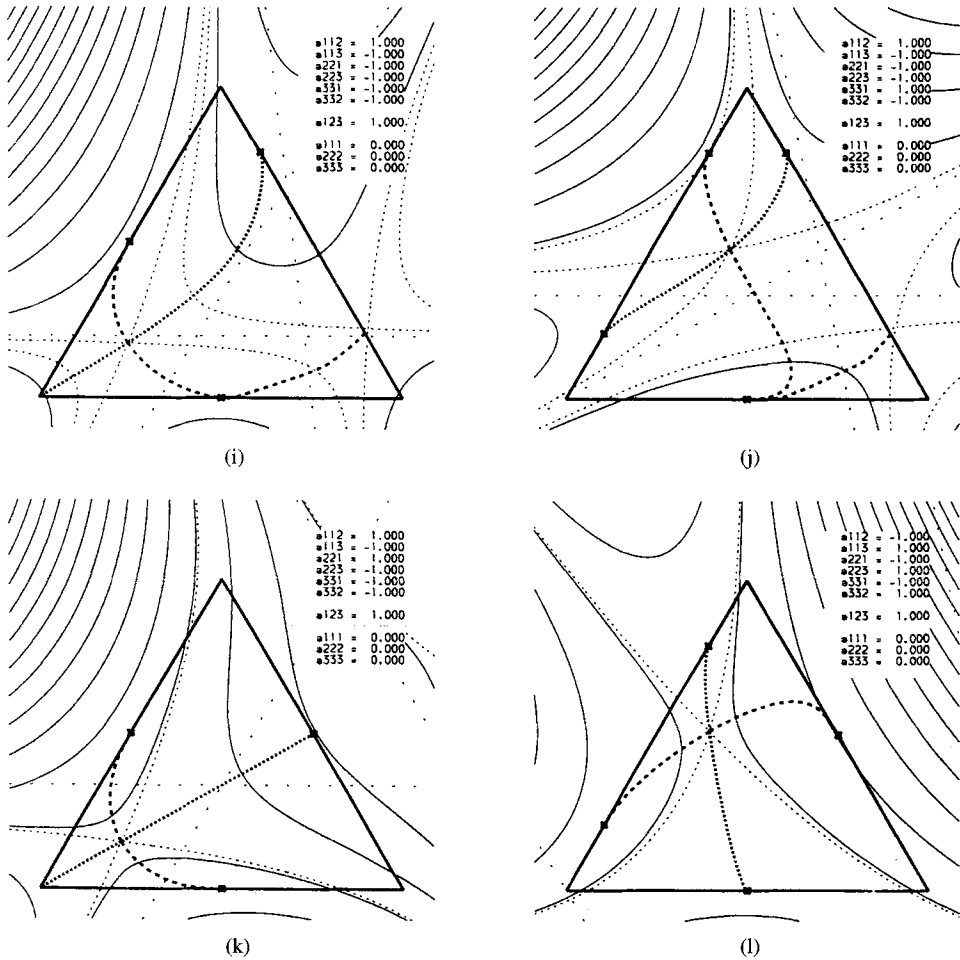 a112 = 1.000
a113 = -1.000
a221 = -1.000
a223 = -1.000
a331 = -1.000
a332 = -1.000
a123 = 1.000
a111 = 0.000
a222 = 0.000
a333 = 0.000
(i)
a112 = 1.000
a113 = -1.000
a221 = -1.000
a223 = -1.000
a331 = -1.000
a332 = -1.000
a123 = 1.000
a111 = 0.000
a222 = 0.000
a333 = 0.000
(j)
a112 = 1.000
a113 = -1.000
a221 = 1.000
a223 = -1.000
a331 = -1.000
a332 = -1.000
a123 = 1.000
a111 = 0.000
a222 = 0.000
a333 = 0.000
(k)
a112 = -1.000
a113 = -1.000
a221 = 1.000
a223 = -1.000
a331 = -1.000
a332 = 1.000
a123 = 1.000
a111 = 0.000
a222 = 0.000
a333 = 0.000
(l)